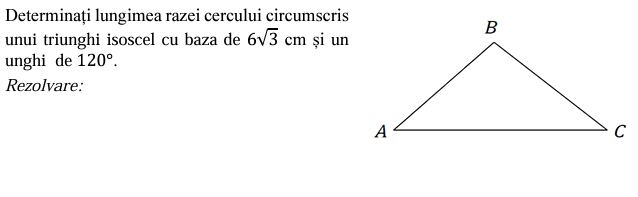 Determinați lungimea razei cercului circumscris
unui triunghi isoscel cu baza de 6√3 cm și un
unghi de 120°.
Rezolvare:
B
A
C